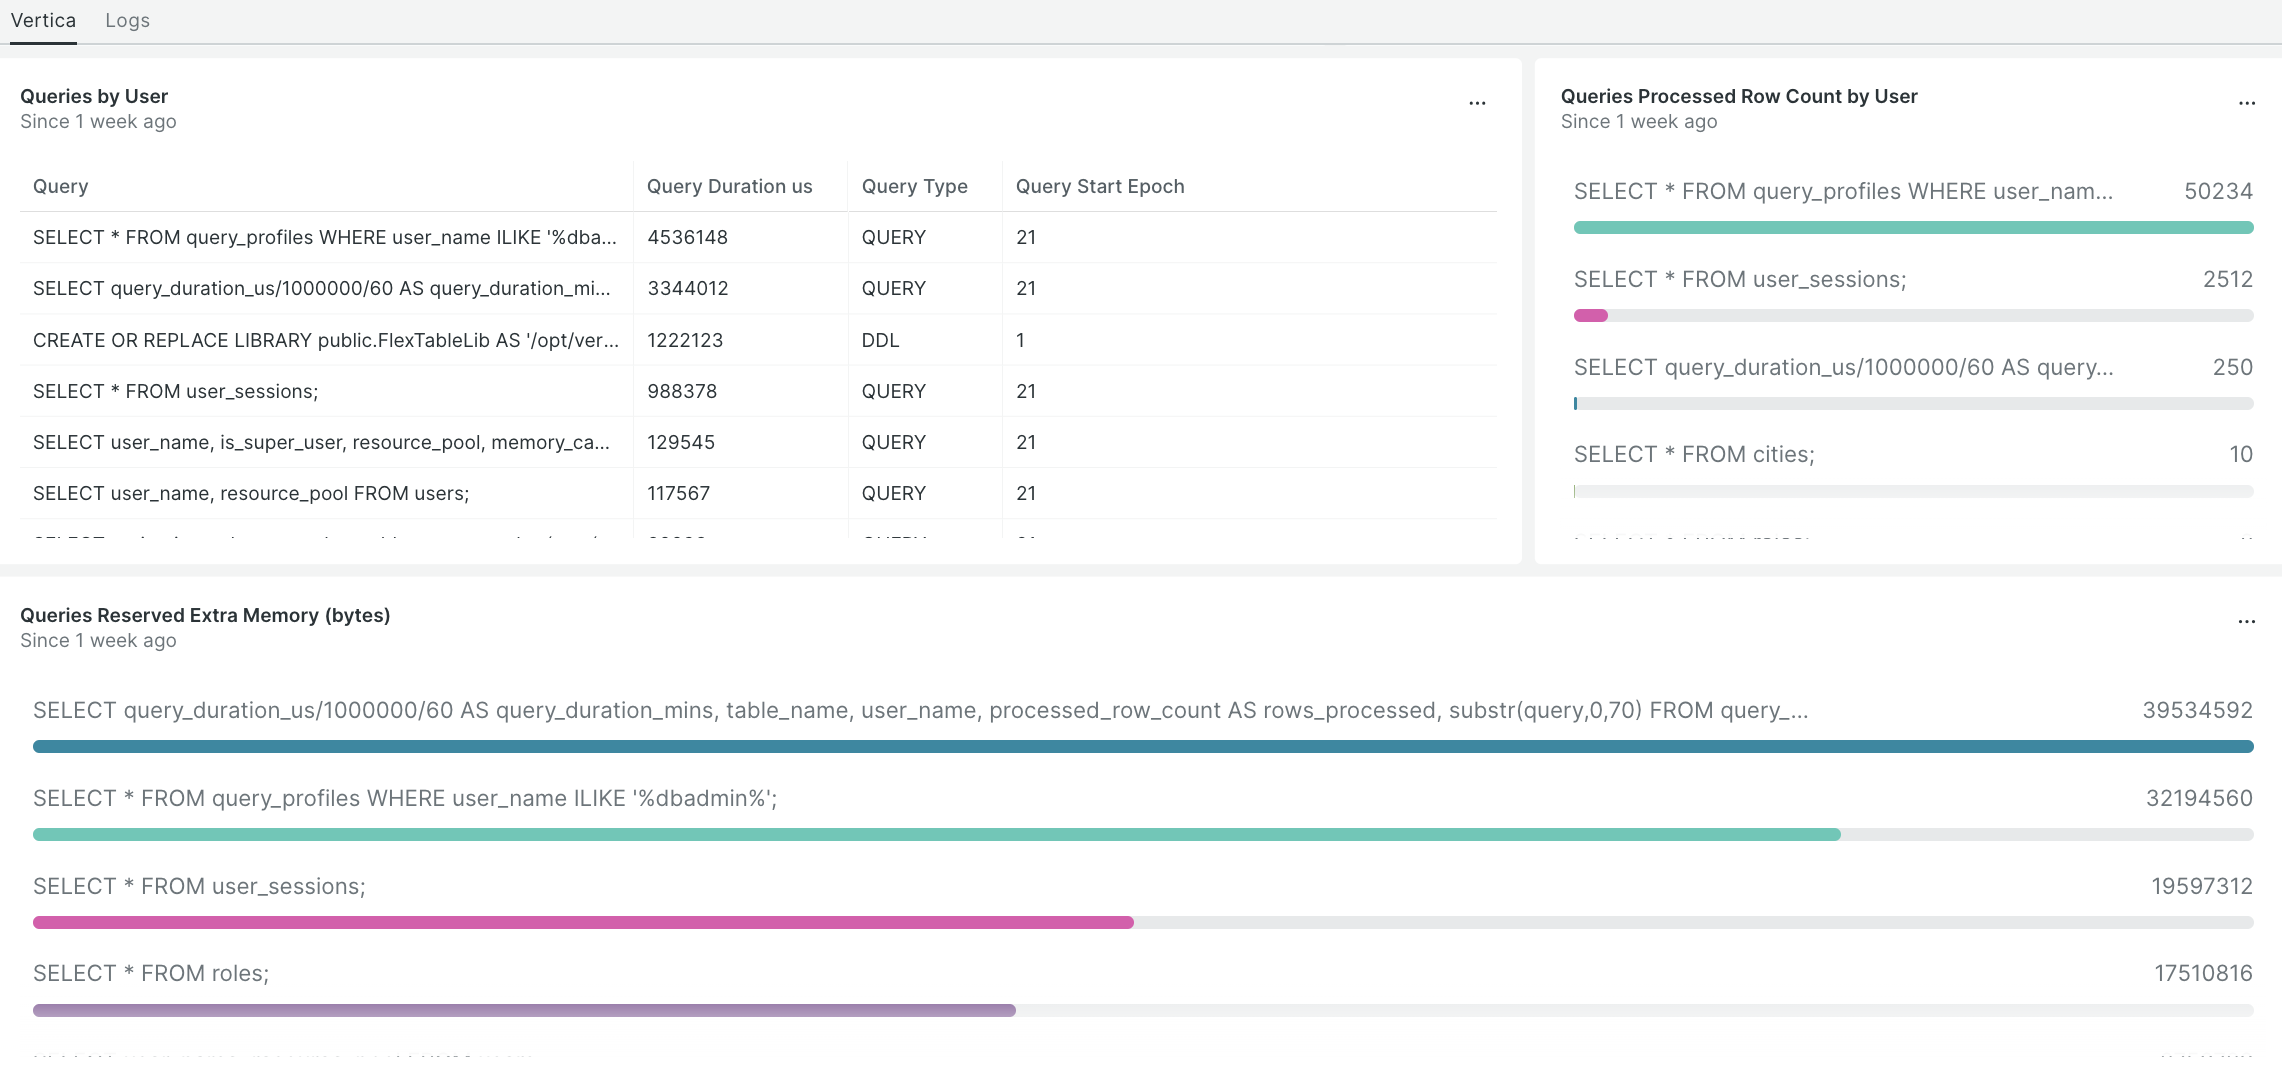 Vertica Logs
Queries by User
Since 1 week ago
...
Query Query Duration us Query Type Query Start Epoch
SELECT * FROM query_profiles WHERE user_name ILIKE '%dba... 4536148 QUERY 21
SELECT query_duration_us/1000000/60 AS query_duration_mi... 3344012 QUERY 21
CREATE OR REPLACE LIBRARY public.FlexTableLib AS '/opt/ver... 1222123 DDL 1
SELECT * FROM user_sessions; 988378 QUERY 21
SELECT user_name, is_super_user, resource_pool, memory_ca... 129545 QUERY 21
SELECT user_name, resource_pool FROM users; 117567 QUERY 21
Queries Processed Row Count by User
Since 1 week ago
...
SELECT * FROM query_profiles WHERE user_nam... 50234
SELECT * FROM user_sessions; 2512
SELECT query_duration_us/1000000/60 AS query... 250
SELECT * FROM cities; 10
Queries Reserved Extra Memory (bytes)
Since 1 week ago
...
SELECT query_duration_us/1000000/60 AS query_duration_mins, table_name, user_name, processed_row_count AS rows_processed, substr(query,0,70) FROM query_... 39534592
SELECT * FROM query_profiles WHERE user_name ILIKE '%dbadmin%'; 32194560
SELECT * FROM user_sessions; 19597312
SELECT * FROM roles; 17510816